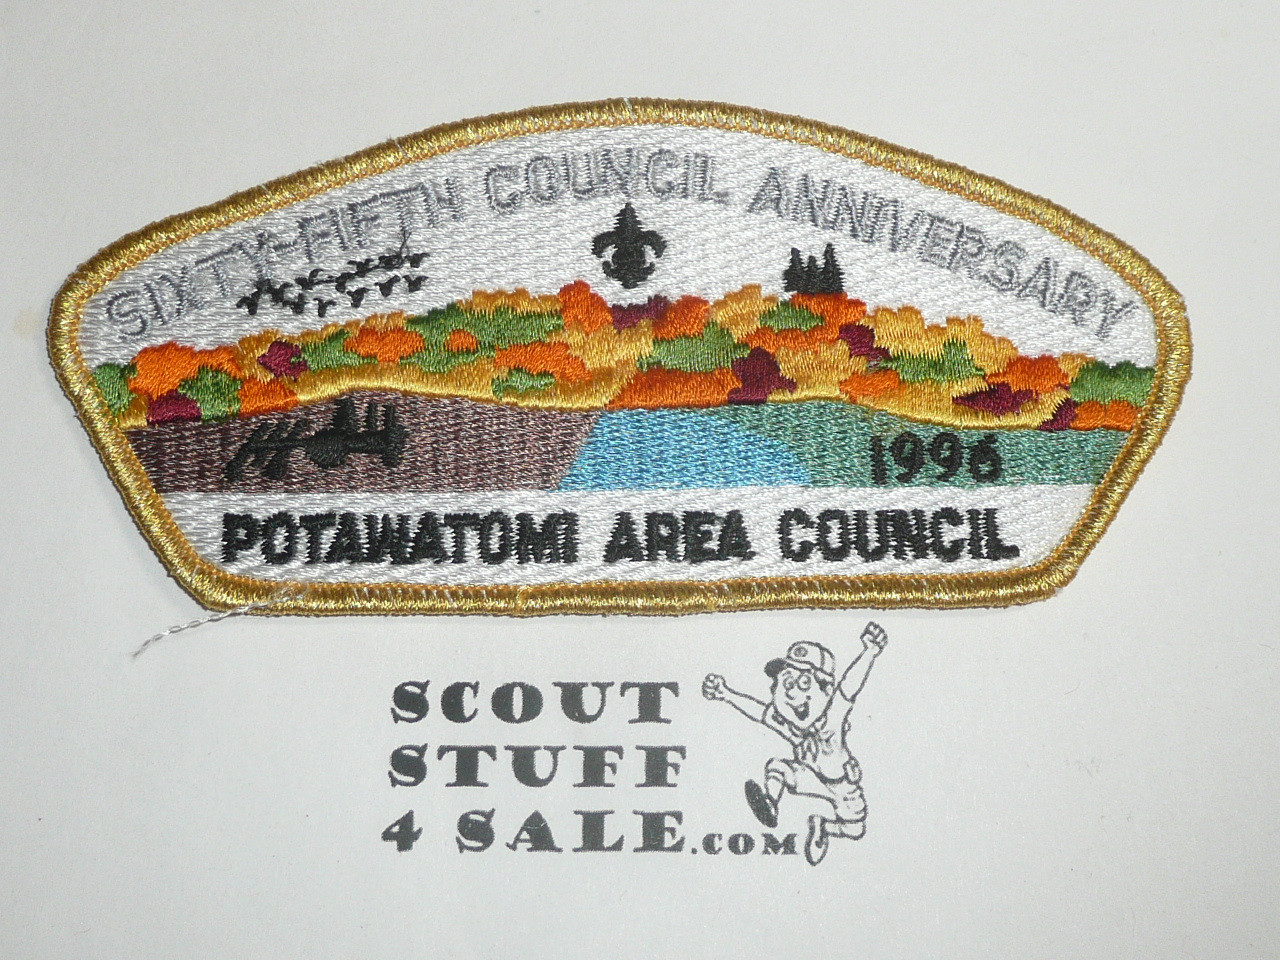 SIXTY-FIFTH COUNCIL ANNIVERSARY
1996
POTAWATOMI AREA COUNCIL
SCOUT
STUFF
4 SALE.COM